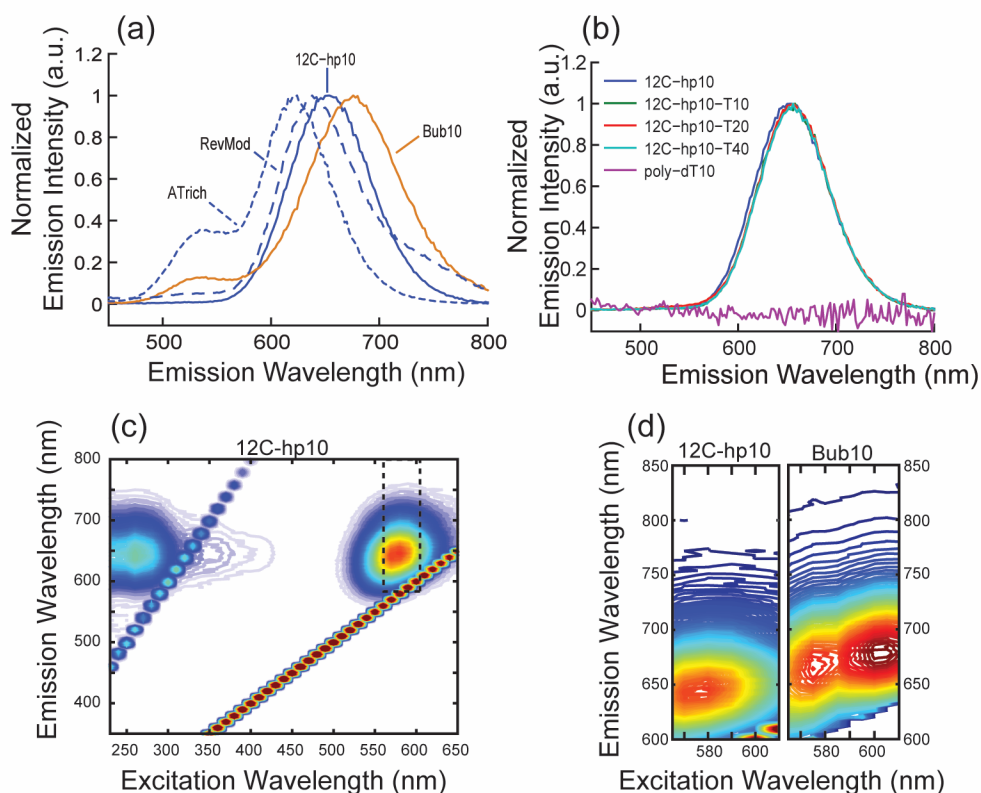 (a)
12C-hp10
RevMod
Bub10
ATrich
Normalized
Emission Intensity (a.u.)
1.2
1
0.8
0.6
0.4
0.2
0
500
600
700
800
Emission Wavelength (nm)
(b)
12C-hp10
12C-hp10-T10
12C-hp10-T20
12C-hp10-T40
poly-dT10
Normalized
Emission Intensity (a.u.)
1.2
1
0.8
0.6
0.4
0.2
0
500
600
700
800
Emission Wavelength (nm)
(c)
12C-hp10
Emission Wavelength (nm)
800
700
600
500
400
250
300
350
400
450
500
550
600
650
Excitation Wavelength (nm)
(d)
12C-hp10
Bub10
Emission Wavelength (nm)
850
800
750
700
650
600
850
800
750
700
650
600
580
600
580
600
Excitation Wavelength (nm)